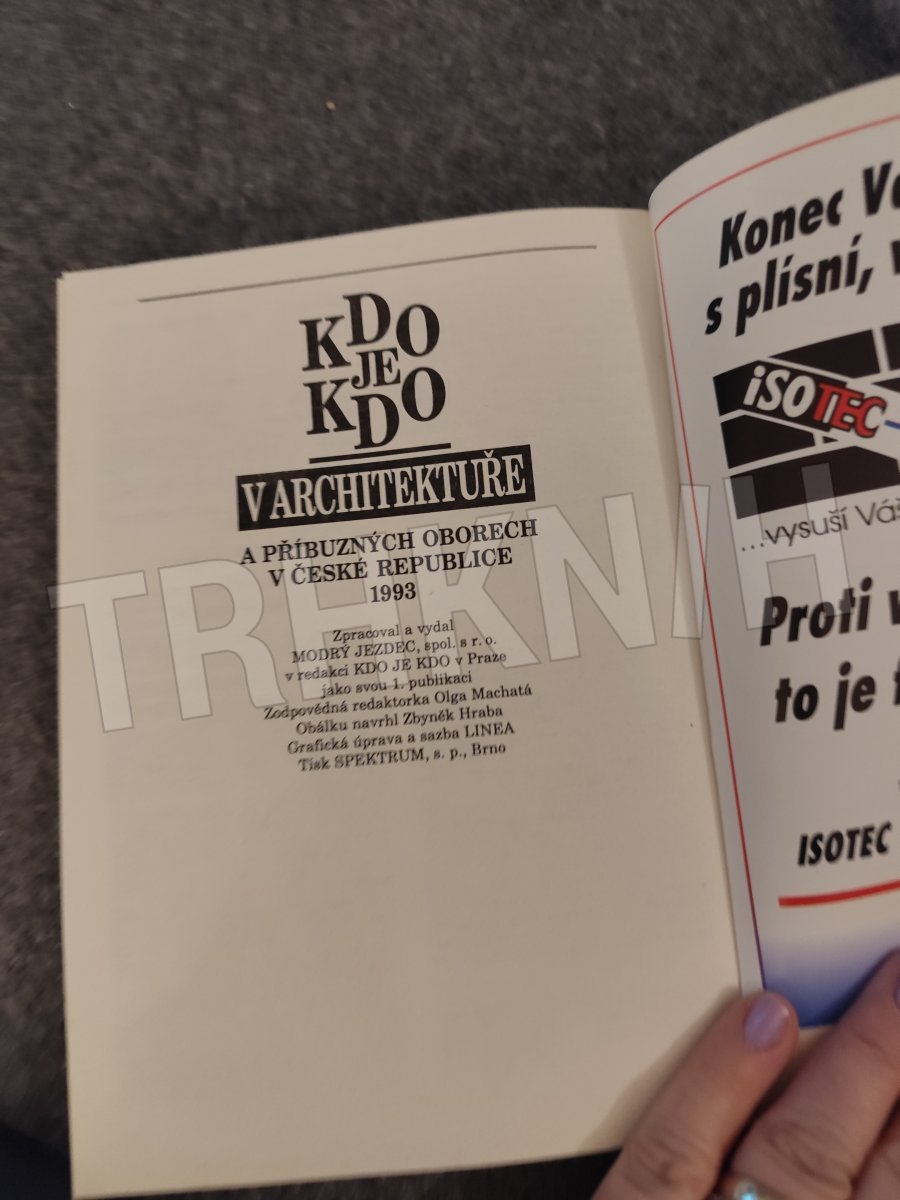 KDO
JE
KDO
V ARCHITEKTUŘE
A PŘÍBUZNÝCH OBORECH
V ČESKÉ REPUBLICE
1993
Zpracoval a vydal
MODRÝ JEZDEC, spol. s r. o.
v redakci KDO JE KDO v Praze
jako svou 1. publikaci
Zodpovědná redaktorka Olga Machatá
Obálku navrhl Zbyněk Hraba
Grafická úprava a sazba LINEA
Tisk SPEKTRUM, s. p., Brno
Konec
s plísní,
iSOTEC
...vysuší
Proti
to je
ISOTEC
TRHKNIH